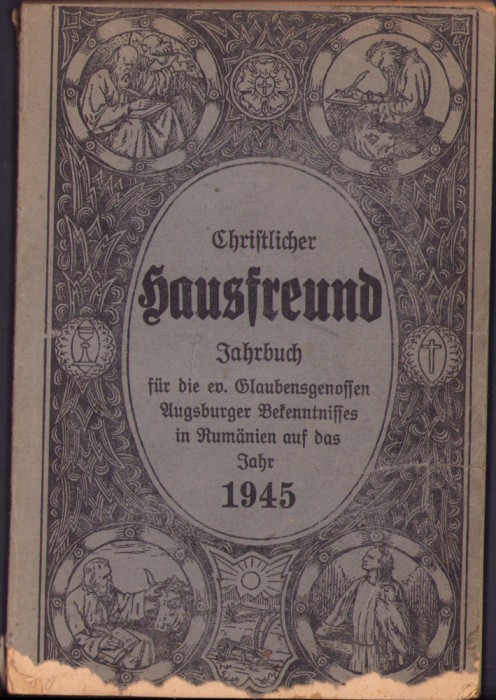 Christlicher
Hausfreund
Jahrbuch
für die ev. Glaubensgenossen
Augsburger Bekenntnisses
in Rumänien auf das
Jahr
1945